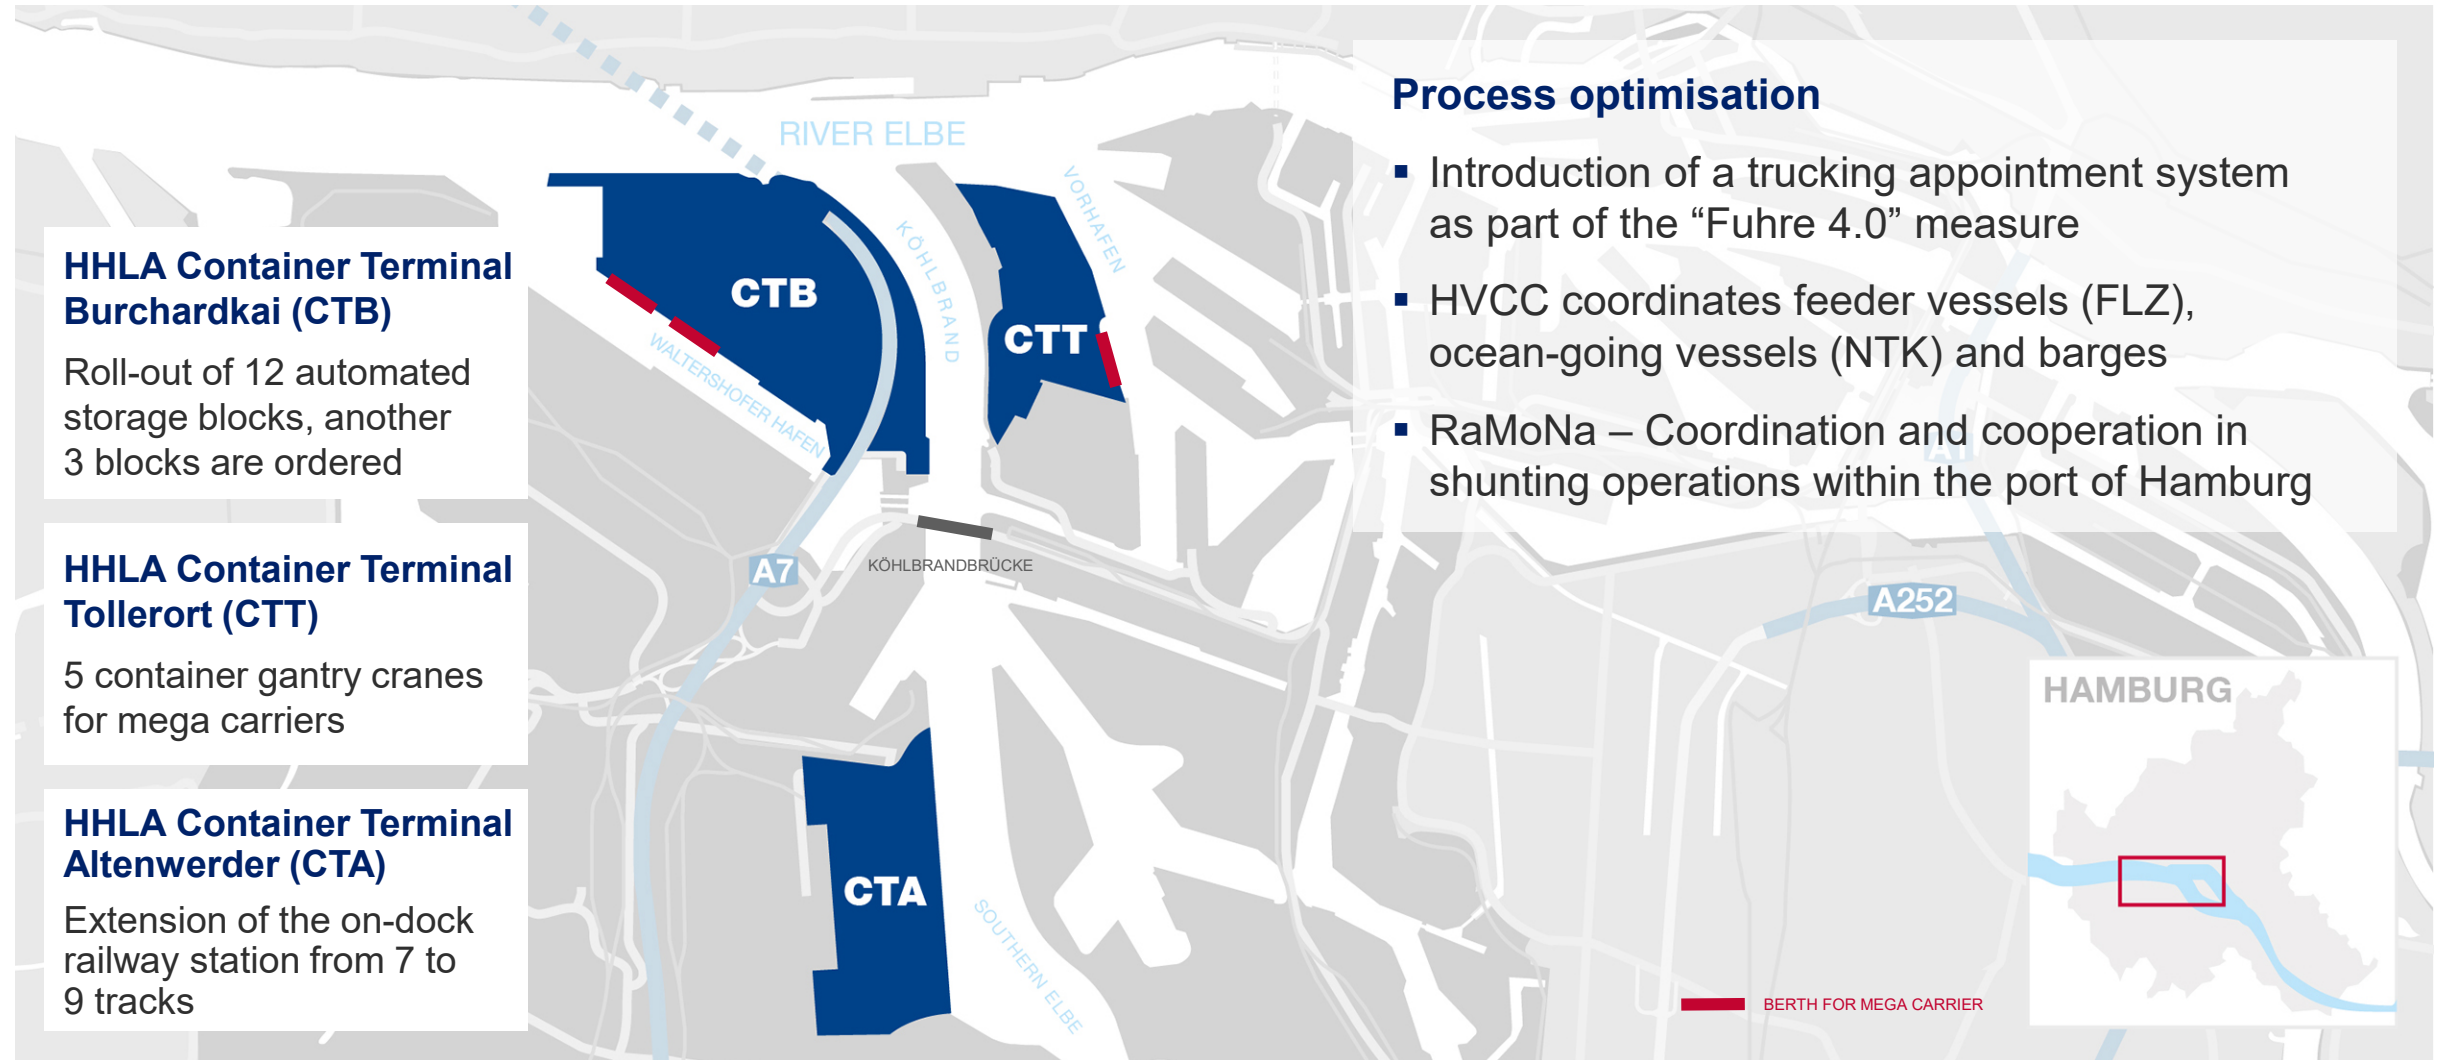 RIVER ELBE
Process optimisation
▪ Introduction of a trucking appointment system
as part of the “Fuhre 4.0” measure
▪ HVCC coordinates feeder vessels (FLZ),
ocean-going vessels (NTK) and barges
▪ RaMoNa – Coordination and cooperation in
shunting operations within the port of Hamburg
HHLA Container Terminal
Burchardkai (CTB)
Roll-out of 12 automated
storage blocks, another
3 blocks are ordered
HHLA Container Terminal
Tollerort (CTT)
5 container gantry cranes
for mega carriers
HHLA Container Terminal
Altenwerder (CTA)
Extension of the on-dock
railway station from 7 to
9 tracks
CTB
CTT
CTA
KÖHLBRAND
VORHAFEN
WALTERSHOFER HAFEN
KÖHLBRANDBRÜCKE
A7
A1
A252
SOUTHERN ELBE
HAMBURG
BERTH FOR MEGA CARRIER